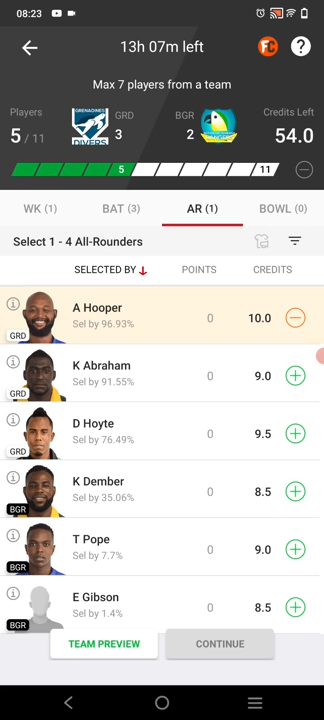 08:23
13h 07m left
FC
?
Max 7 players from a team
Players
5 / 11
GRENADINES
DIVERS
GRD
3
BGR
2
Credits Left
54.0
5
11
WK (1)
BAT (3)
AR (1)
BOWL (0)
Select 1 - 4 All-Rounders
SELECTED BY
POINTS
CREDITS
A Hooper
Sel by 96.93%
GRD
0
10.0
K Abraham
Sel by 91.55%
GRD
0
9.0
D Hoyte
Sel by 76.49%
GRD
0
9.5
K Dember
Sel by 35.06%
BGR
0
8.5
T Pope
Sel by 7.7%
BGR
0
9.0
E Gibson
Sel by 1.4%
BGR
0
8.5
TEAM PREVIEW
CONTINUE